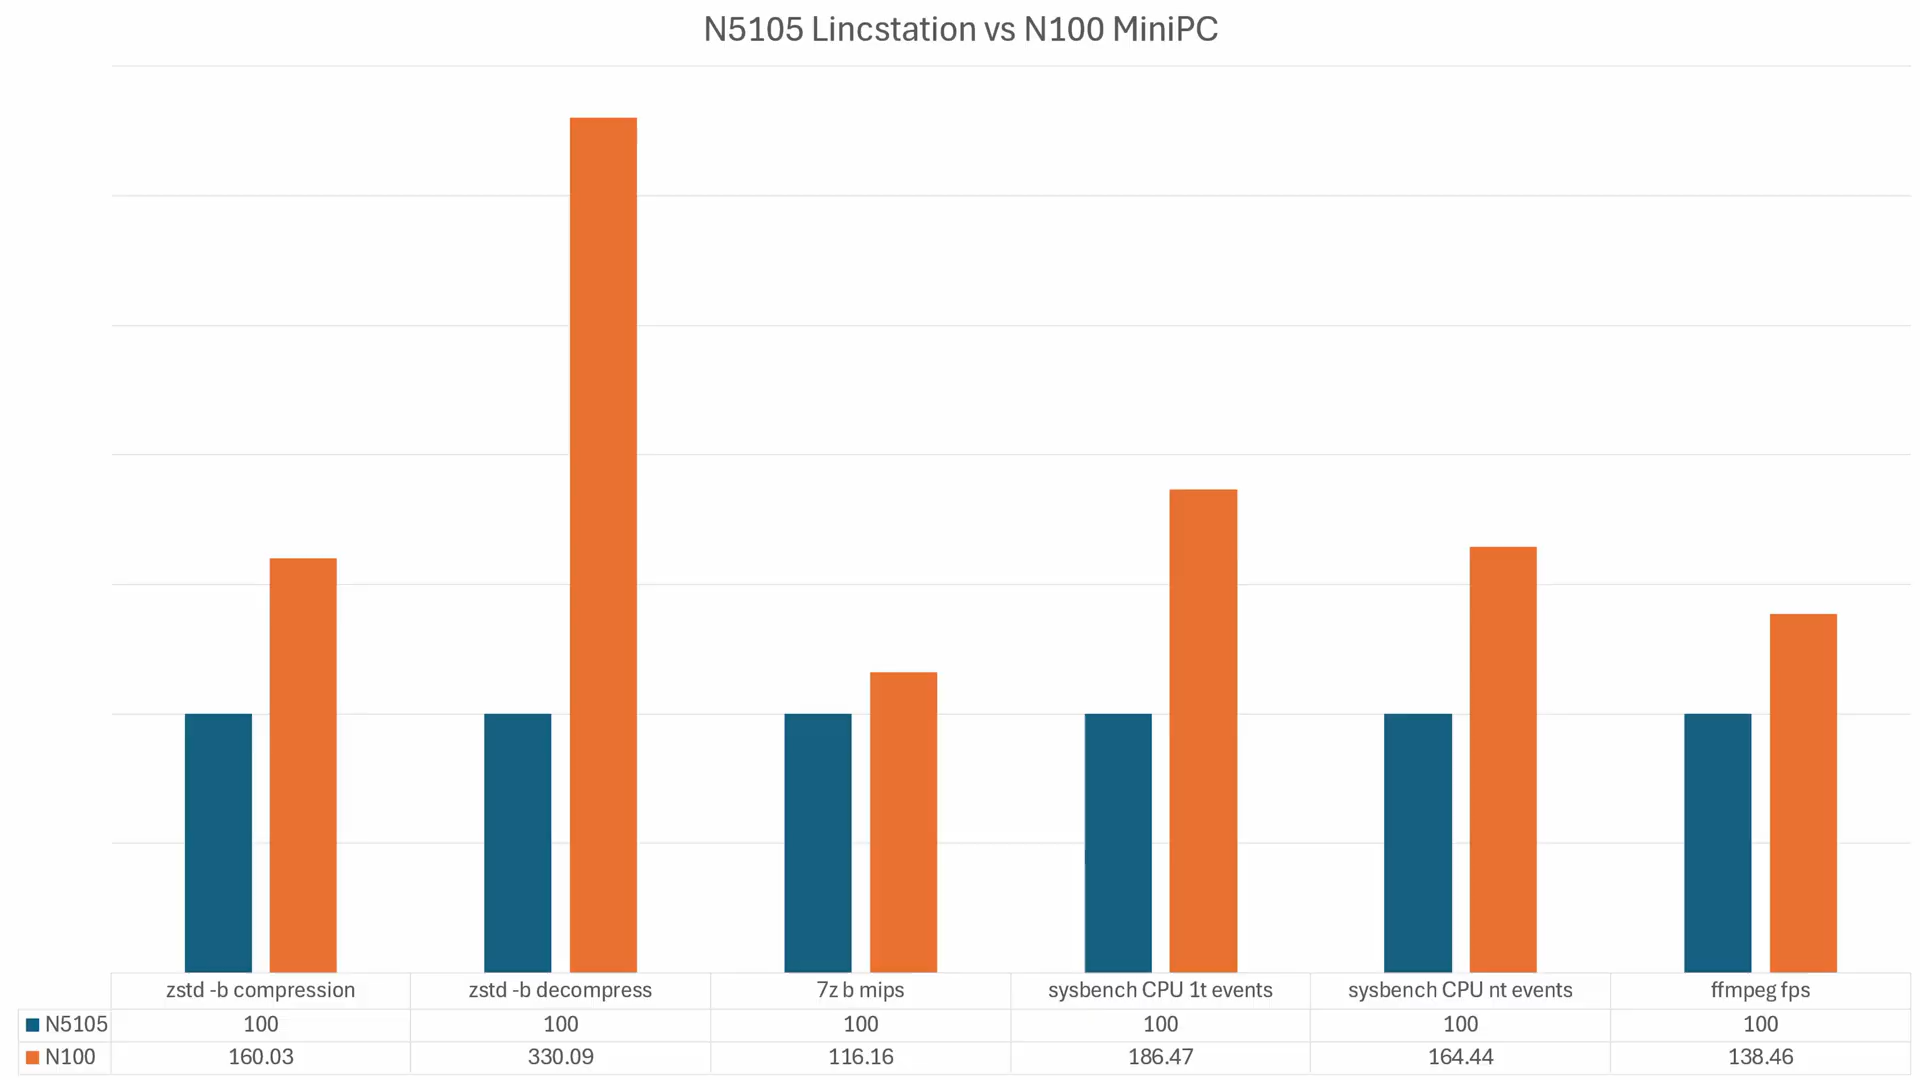 N5105 Lincstation vs N100 MiniPC
zstd -b compression zstd -b decompress 7z b mips sysbench CPU 1t events sysbench CPU nt events ffmpeg fps
N5105 100 100 100 100 100 100
N100 160.03 330.09 116.16 186.47 164.44 138.46